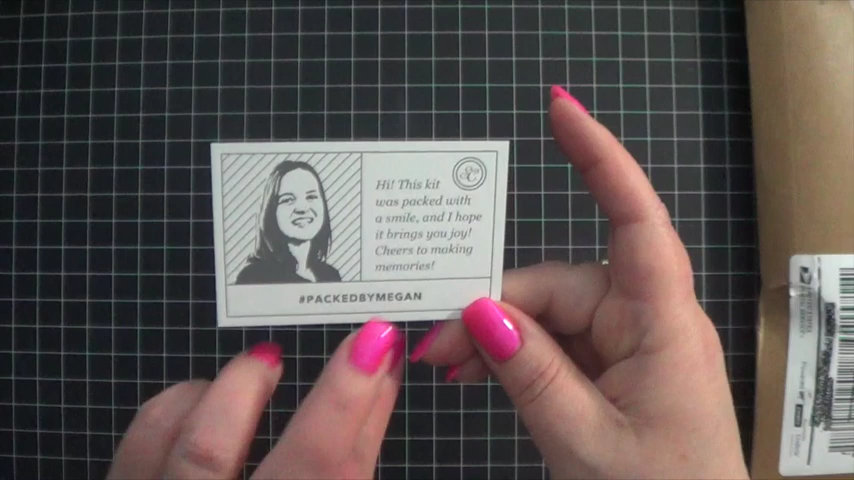 Hi! This kit
was packed with
a smile, and I hope
it brings you joy!
Cheers to making
memories!
#PACKEDBYMEGAN